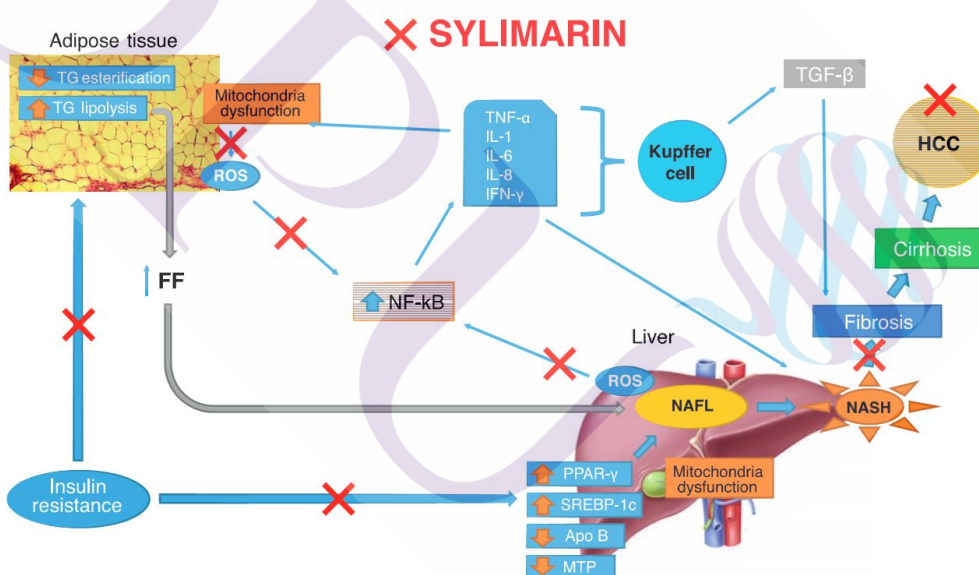 SYLIMARIN
Adipose tissue
TG esterification
TG lipolysis
Mitochondria
dysfunction
ROS
TNF-α
IL-1
IL-6
IL-8
IFN-γ
Kupffer
cell
TGF-β
HCC
Cirrhosis
Fibrosis
FF
NF-kB
Liver
ROS
NAFL
NASH
Insulin
resistance
PPAR-γ
SREBP-1c
Apo B
MTP
Mitochondria
dysfunction